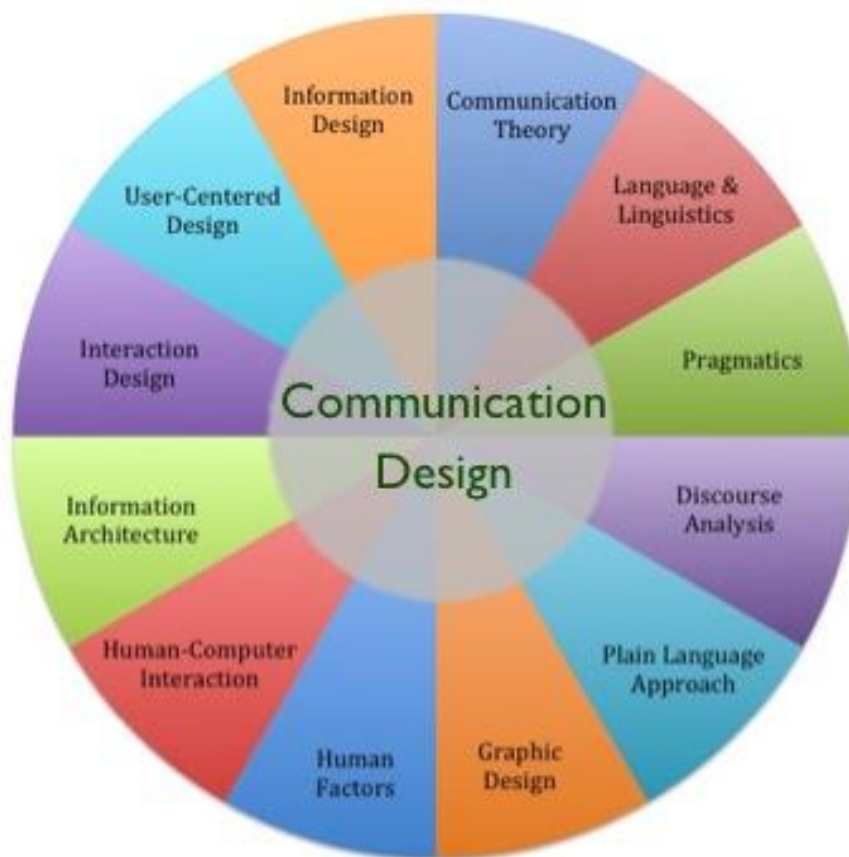 Information
Design
Communication
Theory
Language &
Linguistics
Pragmatics
Discourse
Analysis
Plain Language
Approach
Graphic
Design
Human
Factors
Human-Computer
Interaction
Information
Architecture
Interaction
Design
User-Centered
Design
Communication
Design